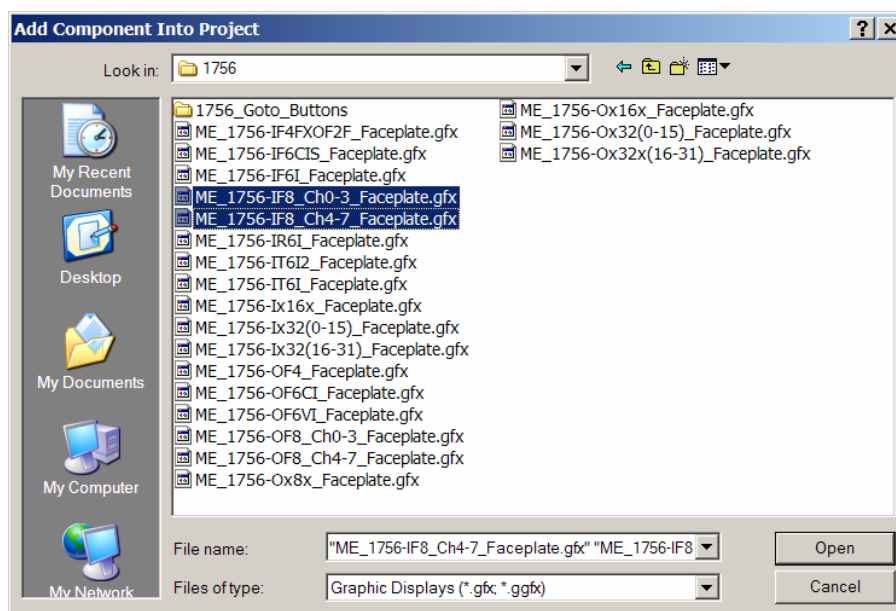 Add Component Into Project
Look in: 1756
My Recent
Documents
Desktop
My Documents
My Computer
My Network
1756_Goto_Buttons
ME_1756-IF4FXOF2F_Faceplate.gfx
ME_1756-IF6CIS_Faceplate.gfx
ME_1756-IF6I_Faceplate.gfx
ME_1756-IF8_Ch0-3_Faceplate.gfx
ME_1756-IF8_Ch4-7_Faceplate.gfx
ME_1756-IR6I_Faceplate.gfx
ME_1756-IT6I2_Faceplate.gfx
ME_1756-IT6I_Faceplate.gfx
ME_1756-Ix16x_Faceplate.gfx
ME_1756-Ix32(0-15)_Faceplate.gfx
ME_1756-Ix32(16-31)_Faceplate.gfx
ME_1756-OF4_Faceplate.gfx
ME_1756-OF6CI_Faceplate.gfx
ME_1756-OF6VI_Faceplate.gfx
ME_1756-OF8_Ch0-3_Faceplate.gfx
ME_1756-OF8_Ch4-7_Faceplate.gfx
ME_1756-Ox8x_Faceplate.gfx
ME_1756-Ox16x_Faceplate.gfx
ME_1756-Ox32(0-15)_Faceplate.gfx
ME_1756-Ox32x(16-31)_Faceplate.gfx
File name: "ME_1756-IF8_Ch4-7_Faceplate.gfx" "ME_1756-IF8 Open
Files of type: Graphic Displays (*.gfx; *.ggfx) Cancel